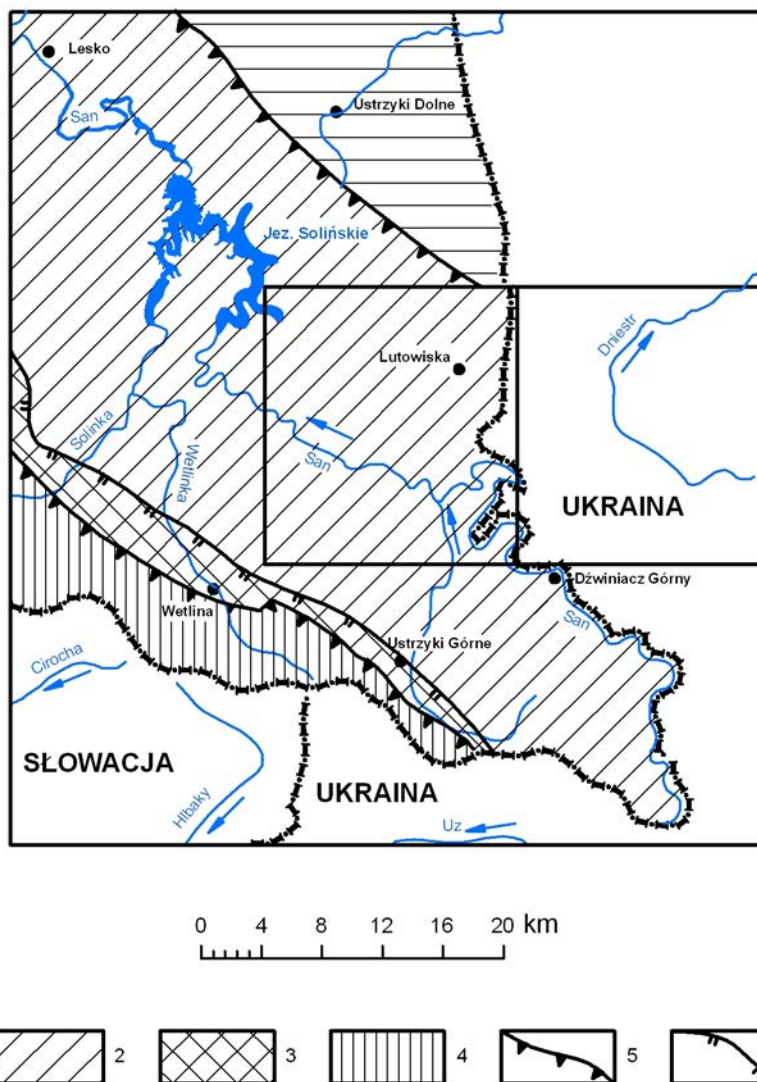 Lesko
San
Ustrzyki Dolne
Jez. Solińskie
Dniestr
Lutowiska
Solinka
Wetlinka
San
UKRAINA
Dźwiniacz Górny
Wetlina
San
Ustrzyki Górne
Cirocha
SŁOWACJA
UKRAINA
Hlbaky
Uz
0 4 8 12 16 20 km
2 3 4 5